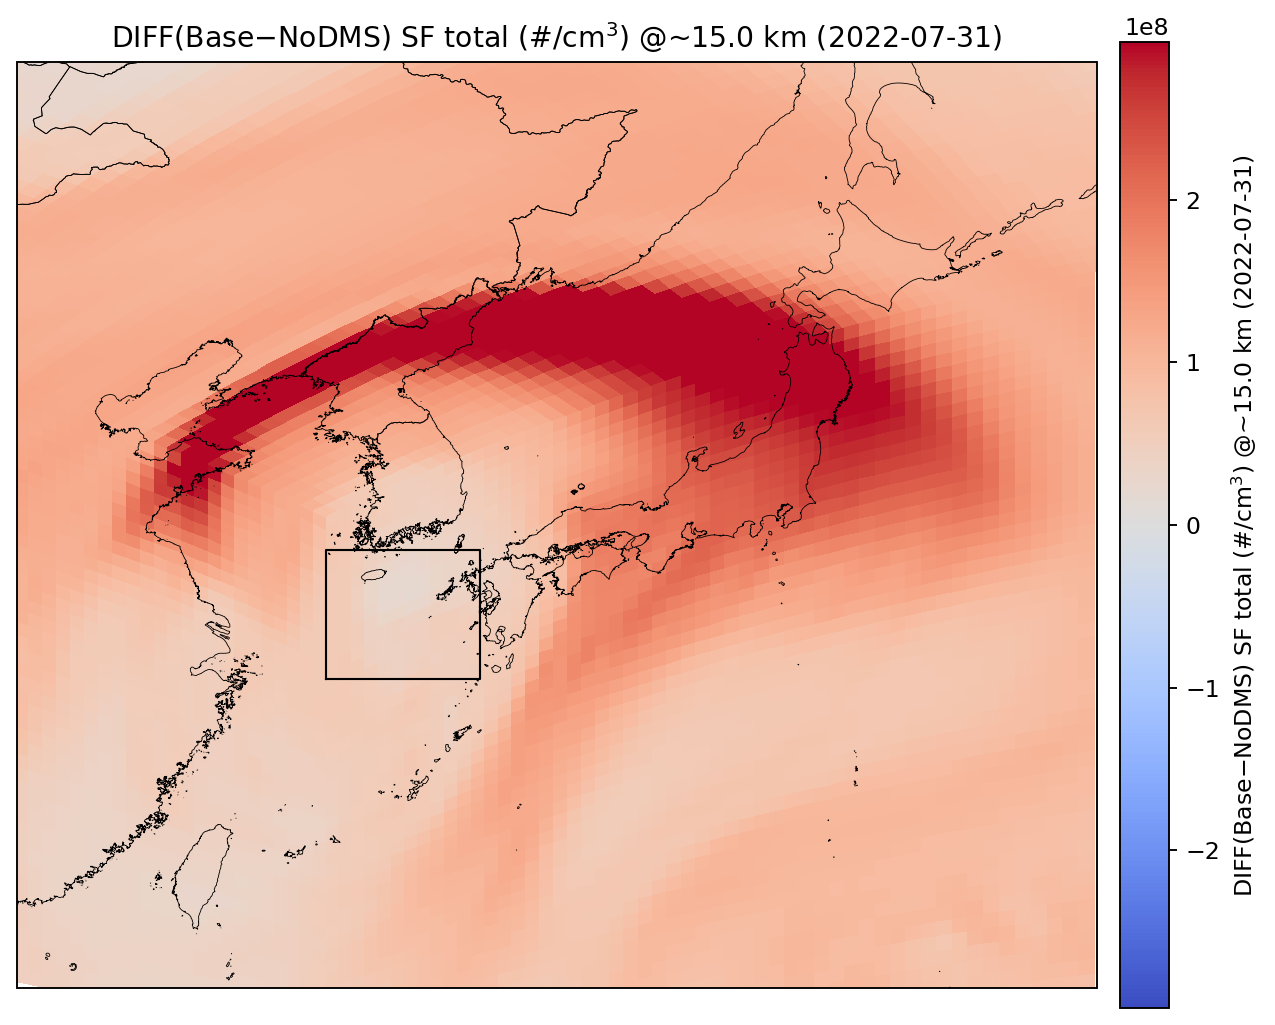 DIFF(Base−NoDMS) SF total (#/cm³) @~15.0 km (2022-07-31)
1e8
2
1
0
−1
−2
DIFF(Base−NoDMS) SF total (#/cm³) @~15.0 km (2022-07-31)